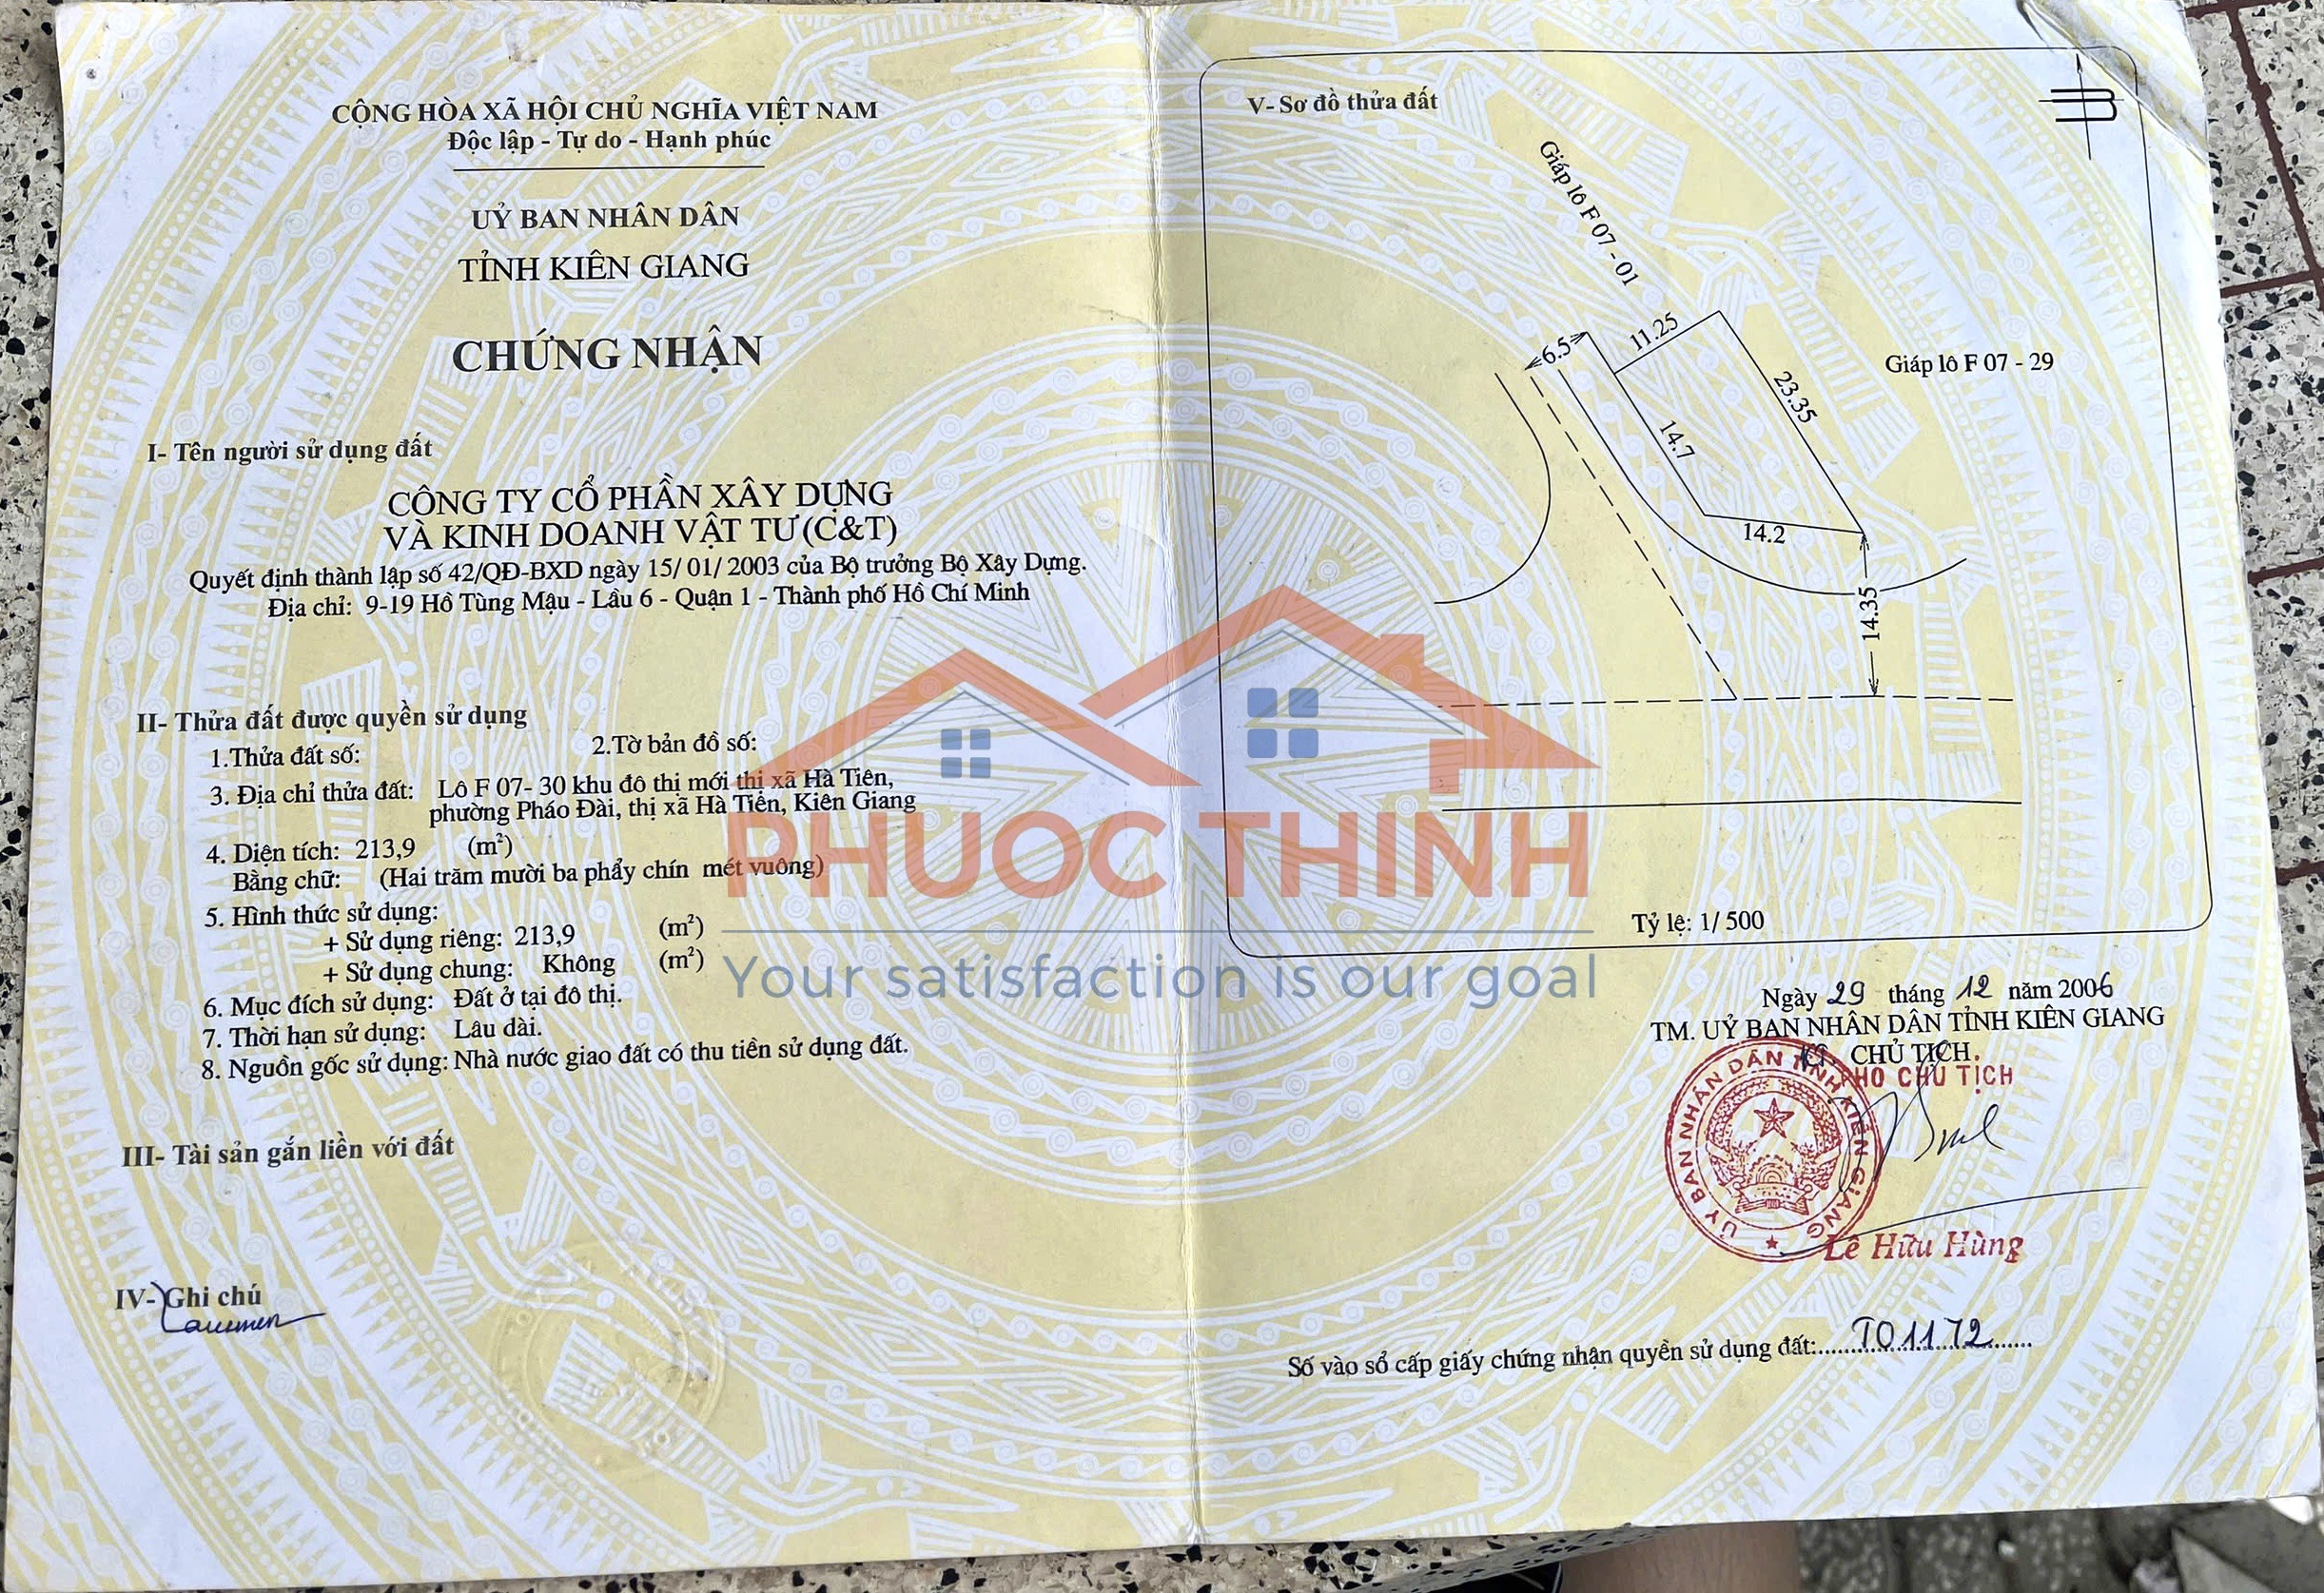 CỘNG HÒA XÃ HỘI CHỦ NGHĨA VIỆT NAM
Độc lập - Tự do - Hạnh phúc
UỶ BAN NHÂN DÂN
TỈNH KIÊN GIANG
CHỨNG NHẬN
I- Tên người sử dụng đất
CÔNG TY CỔ PHẦN XÂY DỰNG
VÀ KINH DOANH VẬT TƯ (C&T)
Quyết định thành lập số 42/QĐ-BXD ngày 15/ 01/ 2003 của Bộ trưởng Bộ Xây Dựng.
Địa chỉ: 9-19 Hồ Tùng Mậu - Lầu 6 - Quận 1 - Thành phố Hồ Chí Minh
II- Thửa đất được quyền sử dụng
1.Thửa đất số: 2.Tờ bản đồ số:
3. Địa chỉ thửa đất: Lô F 07- 30 khu đô thị mới thị xã Hà Tiên,
phường Pháo Đài, thị xã Hà Tiên, Kiên Giang
4. Diện tích: 213,9 (m²)
Bằng chữ: (Hai trăm mười ba phẩy chín mét vuông)
5. Hình thức sử dụng:
+ Sử dụng riêng: 213,9 (m²)
+ Sử dụng chung: Không (m²)
6. Mục đích sử dụng: Đất ở tại đô thị.
7. Thời hạn sử dụng: Lâu dài.
8. Nguồn gốc sử dụng: Nhà nước giao đất có thu tiền sử dụng đất.
III- Tài sản gắn liền với đất
IV- Ghi chú
V- Sơ đồ thửa đất
Giáp lô F 07 - 01
6.5
11.25
23.35
Giáp lô F 07 - 29
14.7
14.2
14.35
Tỷ lệ: 1/ 500
PHUOC THINH
Your satisfaction is our goal
Ngày 29 tháng 12 năm 2006
TM. UỶ BAN NHÂN DÂN TỈNH KIÊN GIANG
KT. CHỦ TỊCH
PHÓ CHỦ TỊCH
ỦY BAN NHÂN DÂN TỈNH KIÊN GIANG
Lê Hữu Hùng
Số vào sổ cấp giấy chứng nhận quyền sử dụng đất: T01172